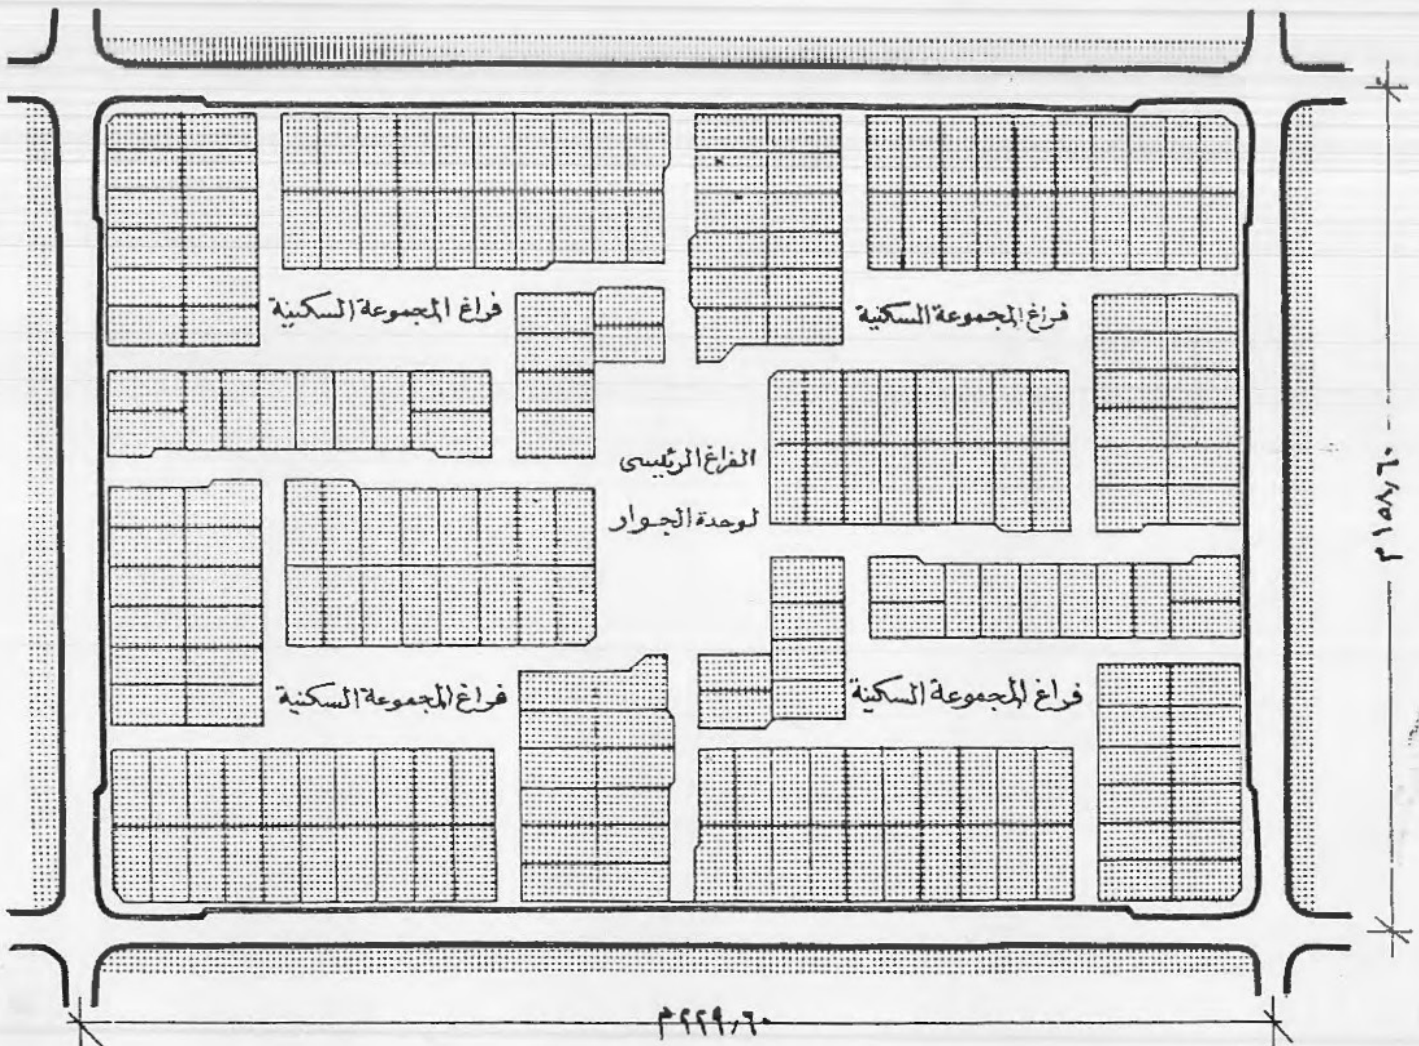 فراغ المجموعة السكنية
فراغ المجموعة السكنية
الفراغ الرئيسى
لوحدة الجوار
فراغ المجموعة السكنية
فراغ المجموعة السكنية
١٥٨٫٦٠ م
٢٢٩٫٦٠ م